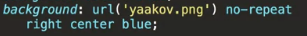 background: url('yaakov.png') no-repeat
right center blue;